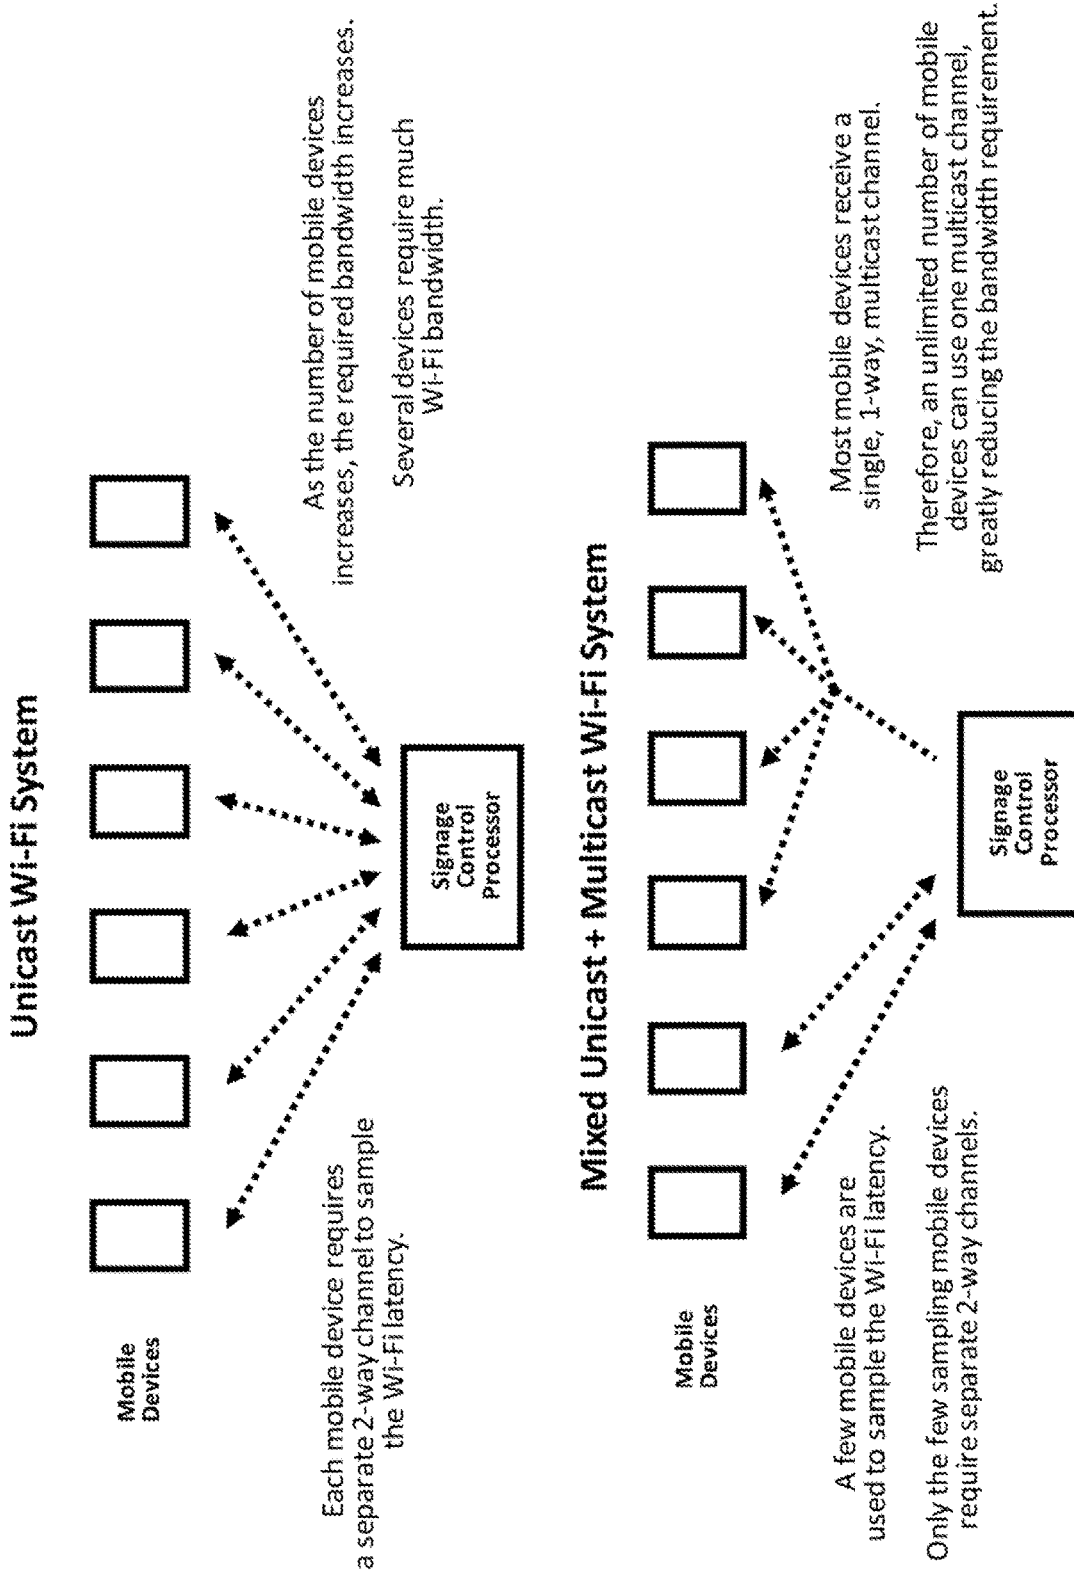 Unicast Wi-Fi System
Mobile
Devices
Each mobile device requires
a separate 2-way channel to sample
the Wi-Fi latency.
Signage
Control
Processor
As the number of mobile devices
increases, the required bandwidth increases.
Several devices require much
Wi-Fi bandwidth.
Mixed Unicast + Multicast Wi-Fi System
Mobile
Devices
A few mobile devices are
used to sample the Wi-Fi latency.
Only the few sampling mobile devices
require separate 2-way channels.
Signage
Control
Processor
Most mobile devices receive a
single, 1-way, multicast channel.
Therefore, an unlimited number of mobile
devices can use one multicast channel,
greatly reducing the bandwidth requirement.